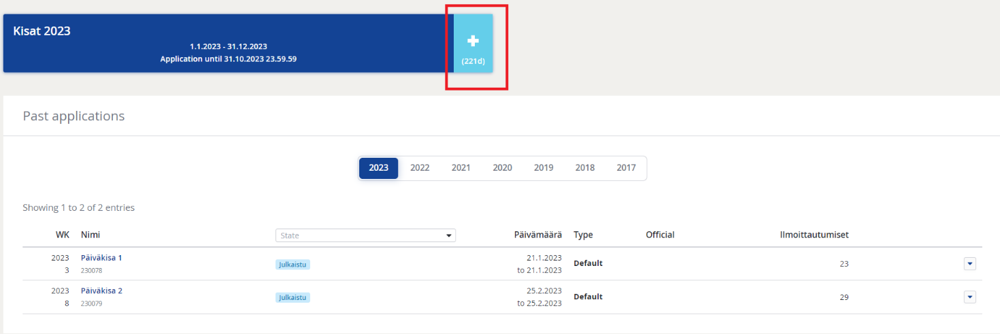 Kisat 2023
1.1.2023 - 31.12.2023
Application until 31.10.2023 23.59.59
(221d)
Past applications
2023 2022 2021 2020 2019 2018 2017
Showing 1 to 2 of 2 entries
WK Nimi State Päivämäärä Type Official Ilmoittautumiset
2023 Päiväkisa 1 Julkaistu 21.1.2023 Default 23
3 230078 to 21.1.2023
2023 Päiväkisa 2 Julkaistu 25.2.2023 Default 29
8 230079 to 25.2.2023